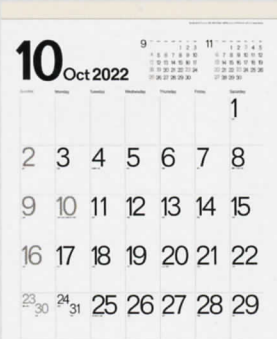 10 Oct 2022
9
11
Sunday Monday Tuesday Wednesday Thursday Friday Saturday
1
2 3 4 5 6 7 8
9 10 11 12 13 14 15
16 17 18 19 20 21 22
23 24 25 26 27 28 29
30 31